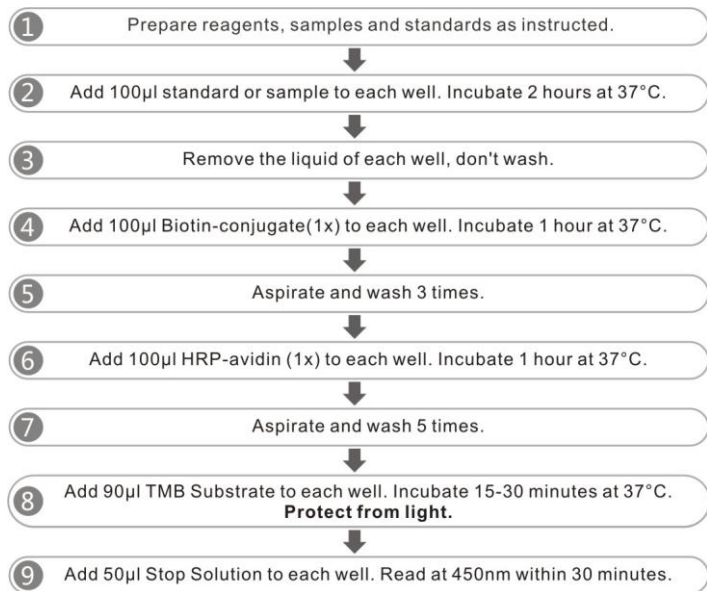 1 Prepare reagents, samples and standards as instructed.
2 Add 100μl standard or sample to each well. Incubate 2 hours at 37°C.
3 Remove the liquid of each well, don't wash.
4 Add 100μl Biotin-conjugate(1x) to each well. Incubate 1 hour at 37°C.
5 Aspirate and wash 3 times.
6 Add 100μl HRP-avidin (1x) to each well. Incubate 1 hour at 37°C.
7 Aspirate and wash 5 times.
8 Add 90μl TMB Substrate to each well. Incubate 15-30 minutes at 37°C.
Protect from light.
9 Add 50μl Stop Solution to each well. Read at 450nm within 30 minutes.